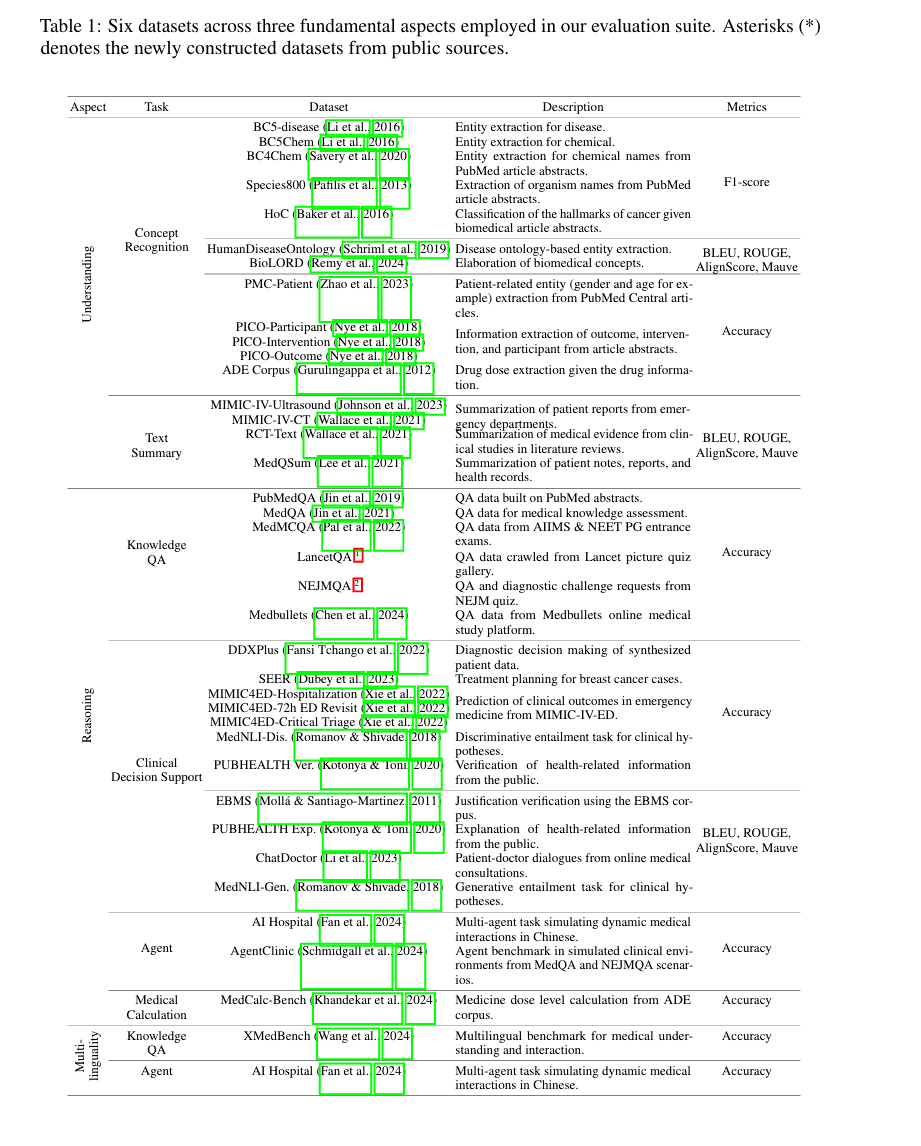 Table 1: Six datasets across three fundamental aspects employed in our evaluation suite. Asterisks (*)
denotes the newly constructed datasets from public sources.
Aspect Task Dataset Description Metrics
Understanding
Concept
Recognition
BC5-disease (Li et al., 2016) Entity extraction for disease.
BC5Chem (Li et al., 2016) Entity extraction for chemical.
BC4Chem (Savery et al., 2020) Entity extraction for chemical names from
PubMed article abstracts.
Species800 (Pafilis et al., 2013) Extraction of organism names from PubMed
article abstracts.
HoC (Baker et al., 2016) Classification of the hallmarks of cancer given
biomedical article abstracts.
F1-score
HumanDiseaseOntology (Schriml et al., 2019) Disease ontology-based entity extraction.
BioLORD (Remy et al., 2024) Elaboration of biomedical concepts.
BLEU, ROUGE,
AlignScore, Mauve
PMC-Patient (Zhao et al., 2023) Patient-related entity (gender and age for ex-
ample) extraction from PubMed Central arti-
cles.
PICO-Participant (Nye et al., 2018)
PICO-Intervention (Nye et al., 2018)
PICO-Outcome (Nye et al., 2018)
Information extraction of outcome, interven-
tion, and participant from article abstracts.
ADE Corpus (Gurulingappa et al., 2012) Drug dose extraction given the drug informa-
tion.
Accuracy
Text
Summary
MIMIC-IV-Ultrasound (Johnson et al., 2023)
MIMIC-IV-CT (Wallace et al., 2021)
Summarization of patient reports from emer-
gency departments.
RCT-Text (Wallace et al., 2021) Summarization of medical evidence from clin-
ical studies in literature reviews.
MedQSum (Lee et al., 2021) Summarization of patient notes, reports, and
health records.
BLEU, ROUGE,
AlignScore, Mauve
Reasoning
Knowledge
QA
PubMedQA (Jin et al., 2019) QA data built on PubMed abstracts.
MedQA (Jin et al., 2021) QA data for medical knowledge assessment.
MedMCQA (Pal et al., 2022) QA data from AIIMS & NEET PG entrance
exams.
LancetQA 1 QA data crawled from Lancet picture quiz
gallery.
NEJMQA 2 QA and diagnostic challenge requests from
NEJM quiz.
Medbullets (Chen et al., 2024) QA data from Medbullets online medical
study platform.
Accuracy
Clinical
Decision Support
DDXPlus (Fansi Tchango et al., 2022) Diagnostic decision making of synthesized
patient data.
SEER (Dubey et al., 2023) Treatment planning for breast cancer cases.
MIMIC4ED-Hospitalization (Xie et al., 2022)
MIMIC4ED-72h ED Revisit (Xie et al., 2022)
MIMIC4ED-Critical Triage (Xie et al., 2022)
Prediction of clinical outcomes in emergency
medicine from MIMIC-IV-ED.
MedNLI-Dis. (Romanov & Shivade, 2018) Discriminative entailment task for clinical hy-
potheses.
PUBHEALTH Ver. (Kotonya & Toni, 2020) Verification of health-related information
from the public.
Accuracy
EBMS (Mollá & Santiago-Martinez, 2011) Justification verification using the EBMS cor-
pus.
PUBHEALTH Exp. (Kotonya & Toni, 2020) Explanation of health-related information
from the public.
ChatDoctor (Li et al., 2023) Patient-doctor dialogues from online medical
consultations.
MedNLI-Gen. (Romanov & Shivade, 2018) Generative entailment task for clinical hy-
potheses.
BLEU, ROUGE,
AlignScore, Mauve
Agent
AI Hospital (Fan et al., 2024) Multi-agent task simulating dynamic medical
interactions in Chinese.
AgentClinic (Schmidgall et al., 2024) Agent benchmark in simulated clinical envi-
ronments from MedQA and NEJMQA scenar-
ios.
Accuracy
Medical
Calculation
MedCalc-Bench (Khandekar et al., 2024) Medicine dose level calculation from ADE
corpus.
Accuracy
Multi-
linguality
Knowledge
QA
XMedBench (Wang et al., 2024) Multilingual benchmark for medical under-
standing and interaction.
Accuracy
Agent
AI Hospital (Fan et al., 2024) Multi-agent task simulating dynamic medical
interactions in Chinese.
Accuracy